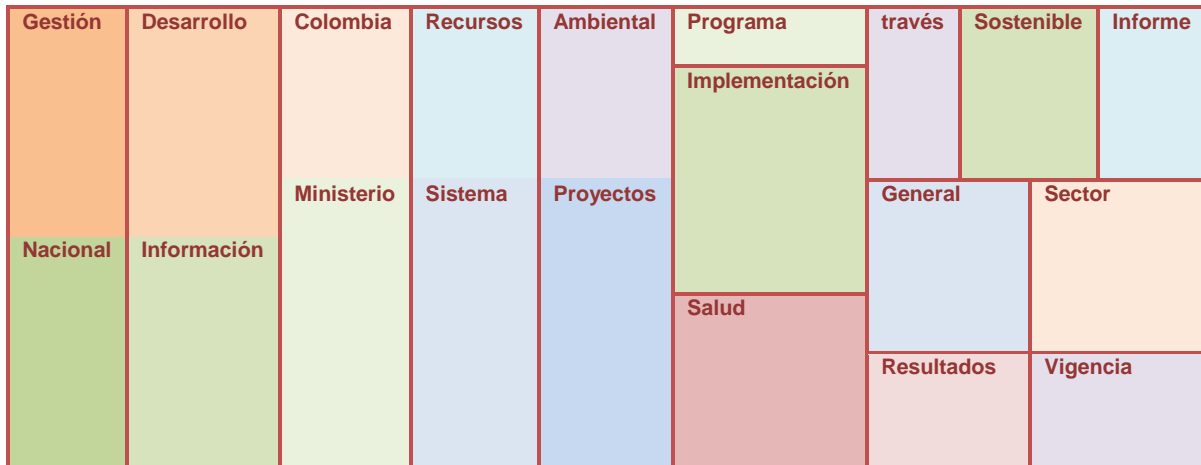 Gestión Desarrollo Colombia Recursos Ambiental Programa través Sostenible Informe
Implementación
Ministerio Sistema Proyectos General Sector
Nacional Información
Salud
Resultados Vigencia